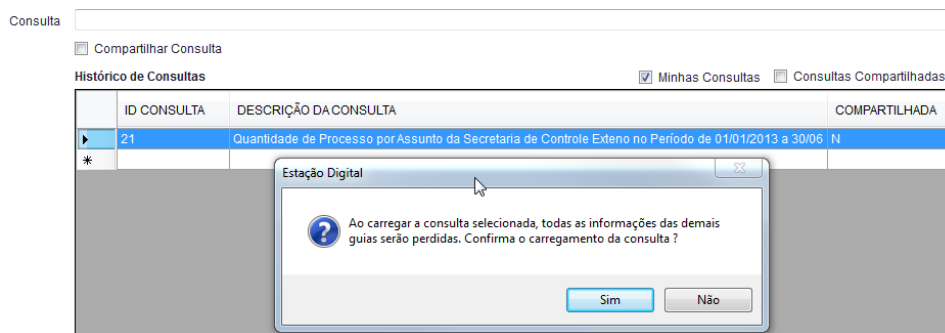 Consulta
Compartilhar Consulta
Histórico de Consultas Minhas Consultas Consultas Compartilhadas
ID CONSULTA DESCRIÇÃO DA CONSULTA COMPARTILHADA
21 Quantidade de Processo por Assunto da Secretaria de Controle Exteno no Período de 01/01/2013 a 30/06 N
Estação Digital
Ao carregar a consulta selecionada, todas as informações das demais
guias serão perdidas. Confirma o carregamento da consulta ?
Sim Não